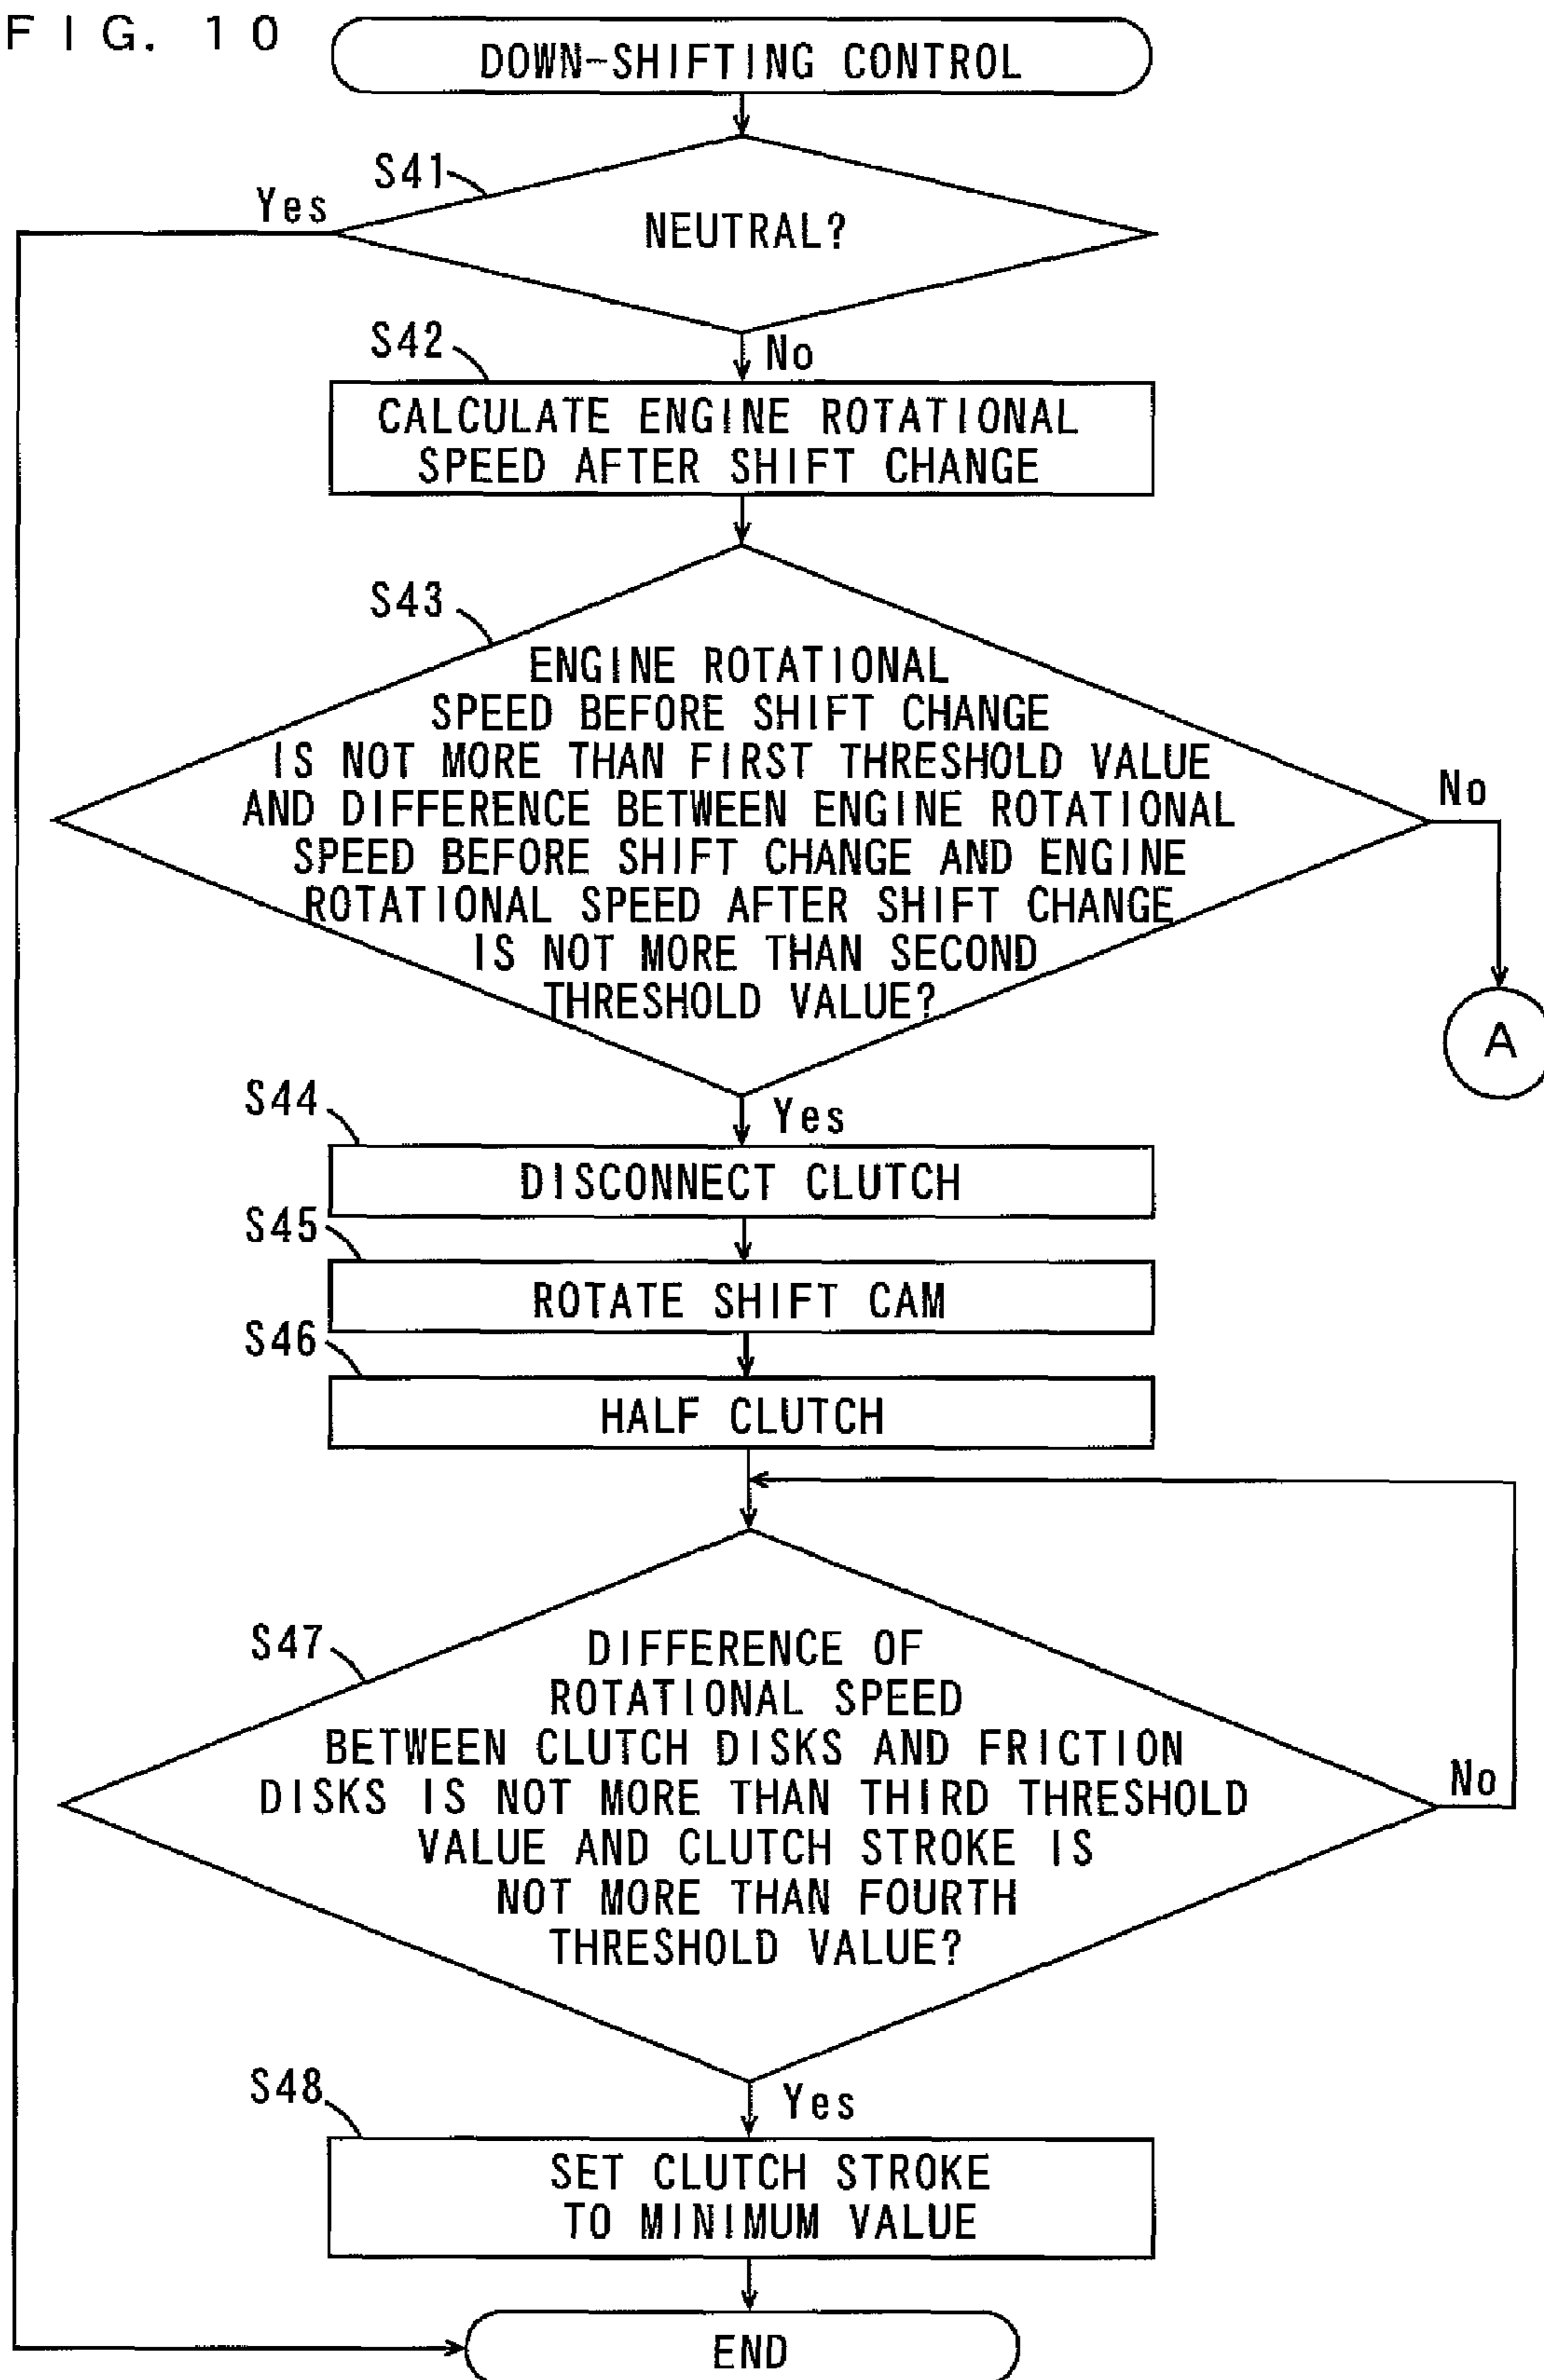 FIG. 10
DOWN-SHIFTING CONTROL
S41
Yes
NEUTRAL?
S42
No
CALCULATE ENGINE ROTATIONAL
SPEED AFTER SHIFT CHANGE
S43
ENGINE ROTATIONAL
SPEED BEFORE SHIFT CHANGE
IS NOT MORE THAN FIRST THRESHOLD VALUE
AND DIFFERENCE BETWEEN ENGINE ROTATIONAL
SPEED BEFORE SHIFT CHANGE AND ENGINE
ROTATIONAL SPEED AFTER SHIFT CHANGE
IS NOT MORE THAN SECOND
THRESHOLD VALUE?
No
A
S44
Yes
DISCONNECT CLUTCH
S45
ROTATE SHIFT CAM
S46
HALF CLUTCH
S47
DIFFERENCE OF
ROTATIONAL SPEED
BETWEEN CLUTCH DISKS AND FRICTION
DISKS IS NOT MORE THAN THIRD THRESHOLD
VALUE AND CLUTCH STROKE IS
NOT MORE THAN FOURTH
THRESHOLD VALUE?
No
S48
Yes
SET CLUTCH STROKE
TO MINIMUM VALUE
END